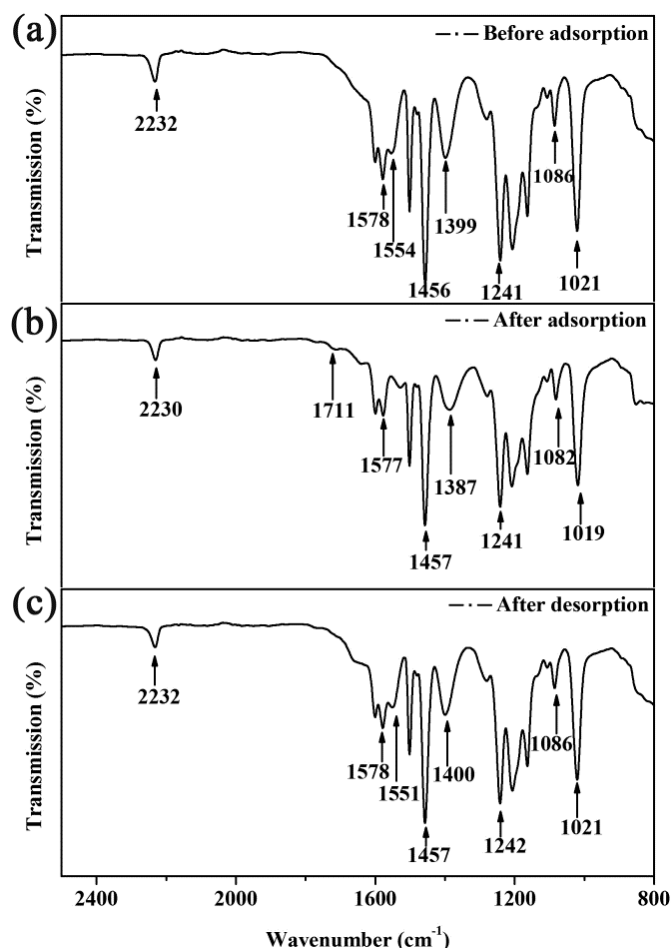 (a)
Before adsorption
Transmission (%)
2232
1578
1554
1456
1399
1241
1086
1021
(b)
After adsorption
Transmission (%)
2230
1711
1577
1457
1387
1241
1082
1019
(c)
After desorption
Transmission (%)
2232
1578
1551
1457
1400
1242
1086
1021
2400 2000 1600 1200 800
Wavenumber (cm⁻¹)